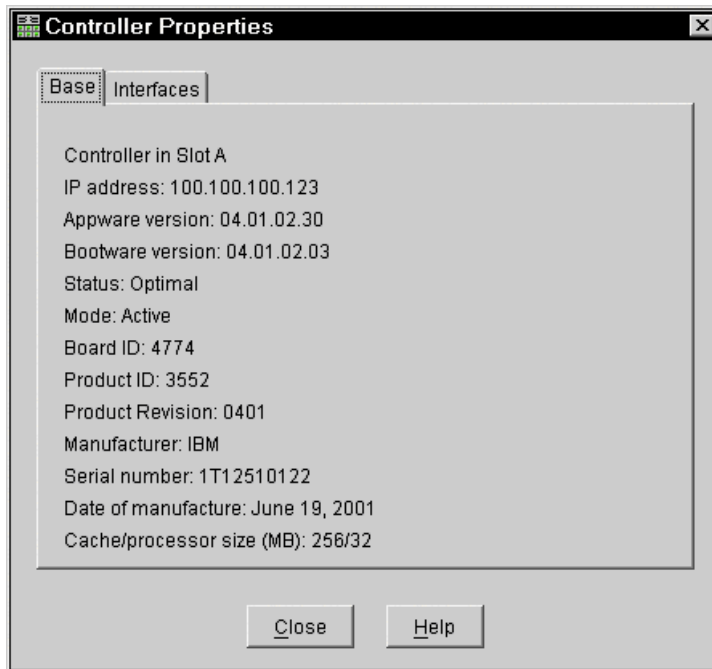 Controller Properties
Base Interfaces
Controller in Slot A
IP address: 100.100.100.123
Appware version: 04.01.02.30
Bootware version: 04.01.02.03
Status: Optimal
Mode: Active
Board ID: 4774
Product ID: 3552
Product Revision: 0401
Manufacturer: IBM
Serial number: 1T12510122
Date of manufacture: June 19, 2001
Cache/processor size (MB): 256/32
Close Help